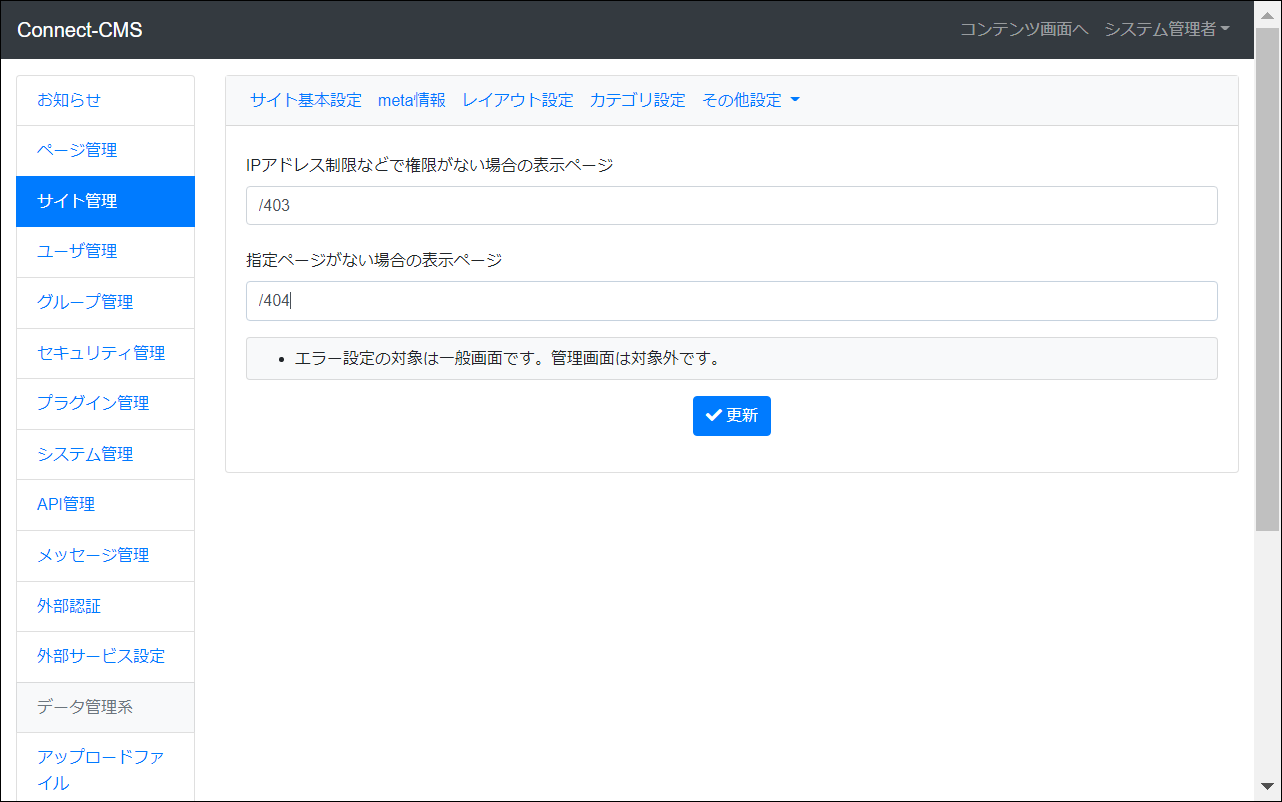 Connect-CMS
コンテンツ画面へ システム管理者
お知らせ
ページ管理
サイト管理
ユーザ管理
グループ管理
セキュリティ管理
プラグイン管理
システム管理
API管理
メッセージ管理
外部認証
外部サービス設定
データ管理系
アップロードファ
イル
サイト基本設定 meta情報 レイアウト設定 カテゴリ設定 その他設定
IPアドレス制限などで権限がない場合の表示ページ
/403
指定ページがない場合の表示ページ
/404
• エラー設定の対象は一般画面です。管理画面は対象外です。
更新